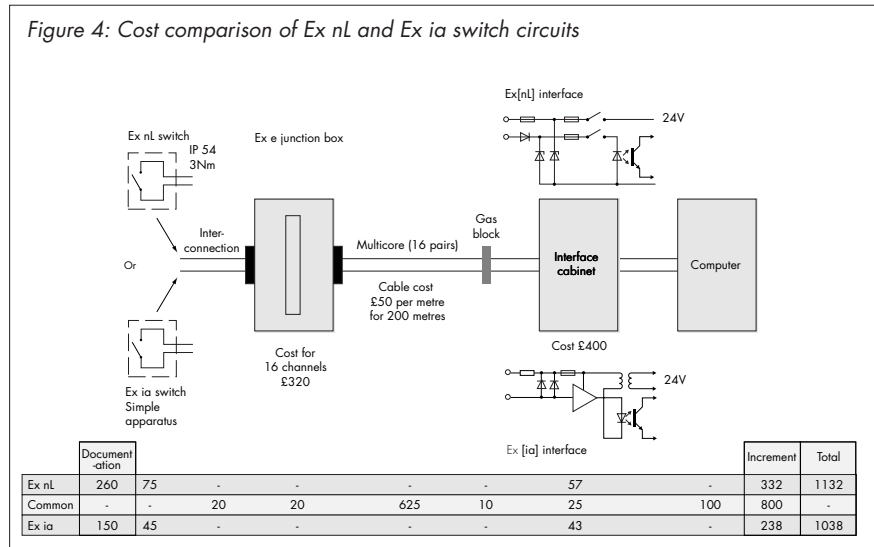 Figure 4: Cost comparison of Ex nL and Ex ia switch circuits
Ex[nL] interface
24V
Ex nL switch
IP 54
3Nm
Ex e junction box
Inter-
connection
Or
Multicore (16 pairs)
Gas
block
Interface
cabinet
Computer
Cable cost
£50 per metre
for 200 metres
Cost for
16 channels
£320
Cost £400
Ex ia switch
Simple
apparatus
24V
Ex [ia] interface
Document
-ation
Increment Total
Ex nL 260 75 - - - - 57 - 332 1132
Common - - 20 20 625 10 25 100 800 -
Ex ia 150 45 - - - - 43 - 238 1038